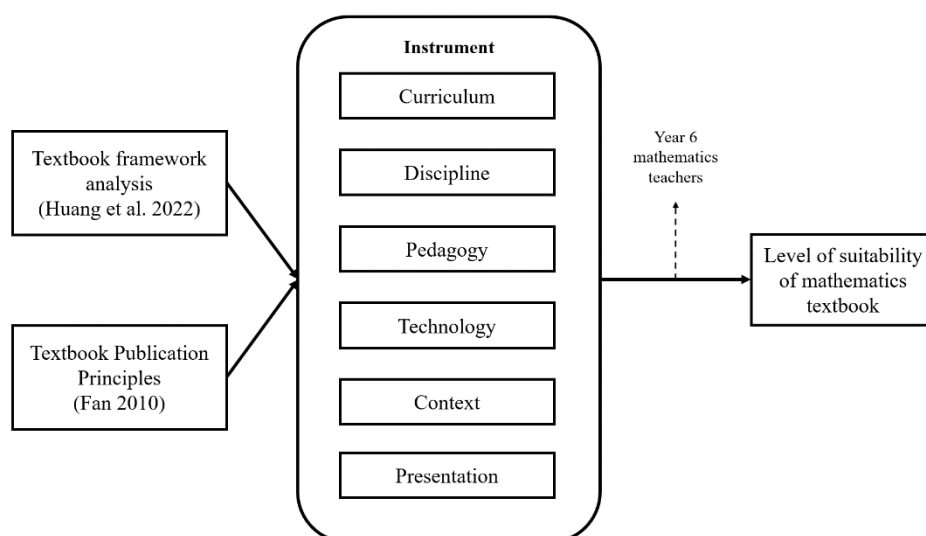 Textbook framework
analysis
(Huang et al. 2022)
Textbook Publication
Principles
(Fan 2010)
Instrument
Curriculum
Discipline
Pedagogy
Technology
Context
Presentation
Year 6
mathematics
teachers
Level of suitability
of mathematics
textbook